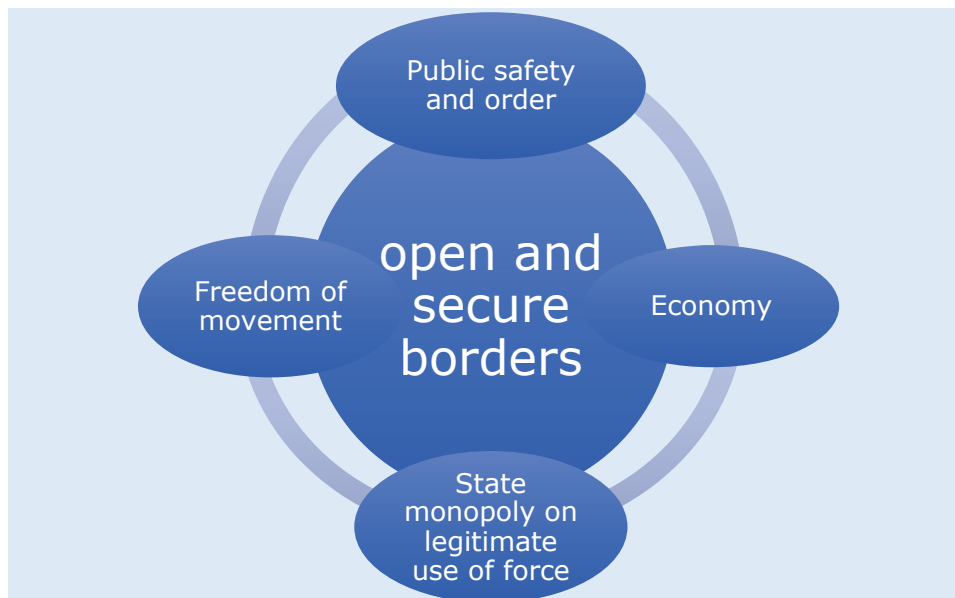 Public safety
and order
open and
secure
borders
Freedom of
movement
Economy
State
monopoly on
legitimate
use of force